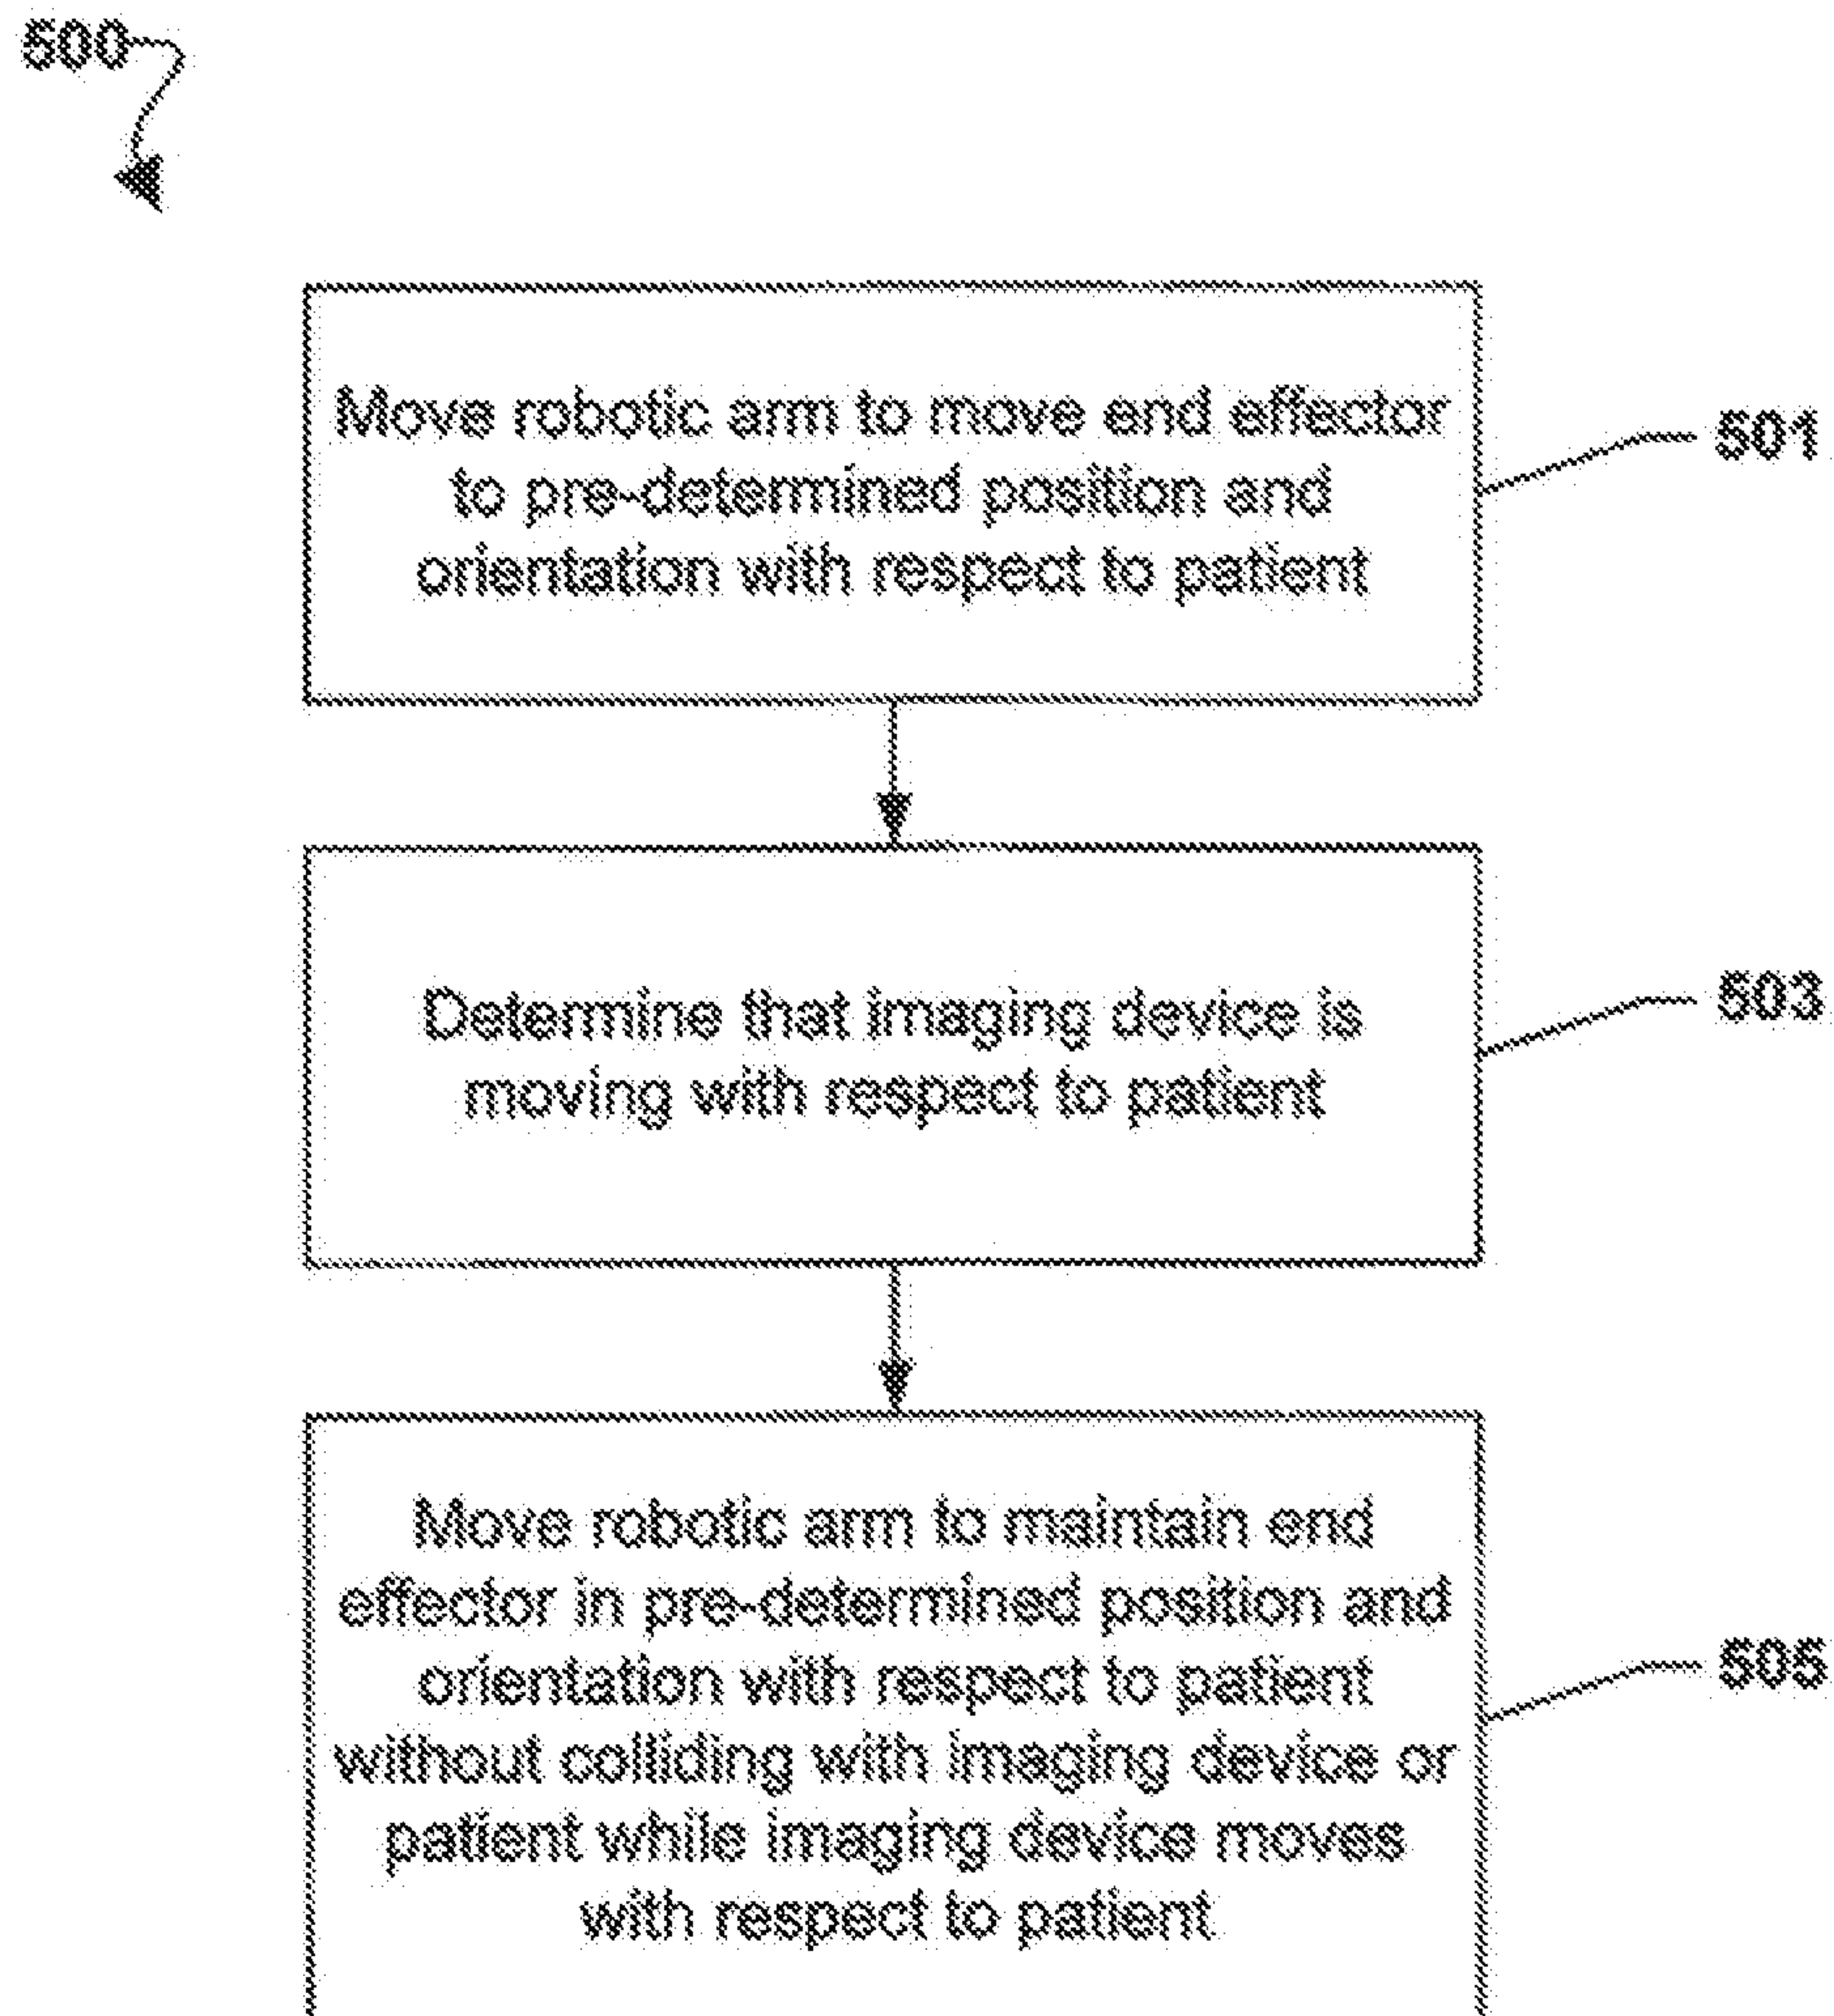 500
Move robotic arm to move end effector
to pre-determined position and
orientation with respect to patient
501
Determine that imaging device is
moving with respect to patient
503
Move robotic arm to maintain end
effector in pre-determined position and
orientation with respect to patient
without colliding with imaging device or
patient while imaging device moves
with respect to patient
505